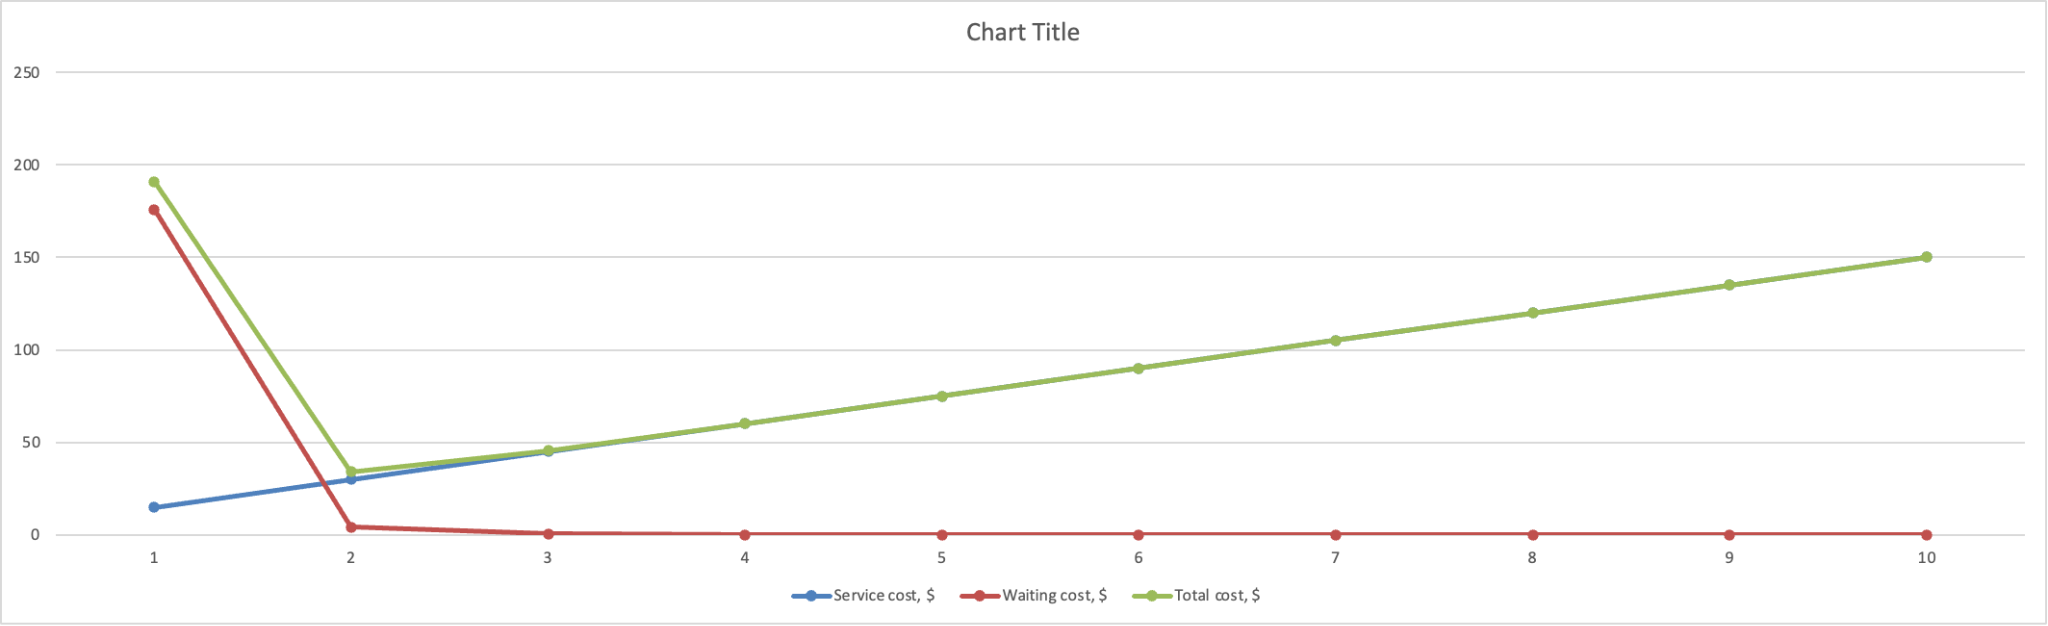 Chart Title
250
200
150
100
50
0
1 2 3 4 5 6 7 8 9 10
Service cost, $ Waiting cost, $ Total cost, $